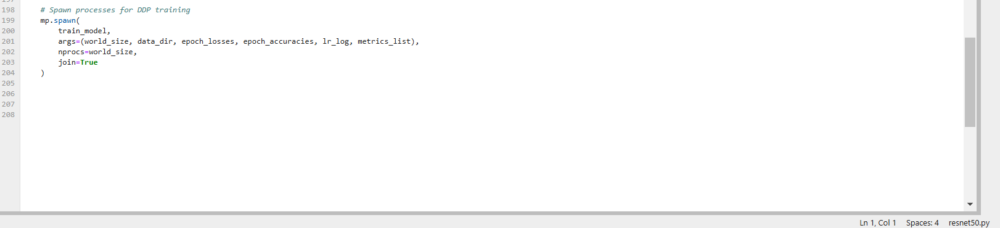 197
198 # Spawn processes for DDP training
199 mp.spawn(
200 train_model,
201 args=(world_size, data_dir, epoch_losses, epoch_accuracies, lr_log, metrics_list),
202 nprocs=world_size,
203 join=True
204 )
205
206
207
208
Ln 1, Col 1 Spaces: 4 resnet50.py